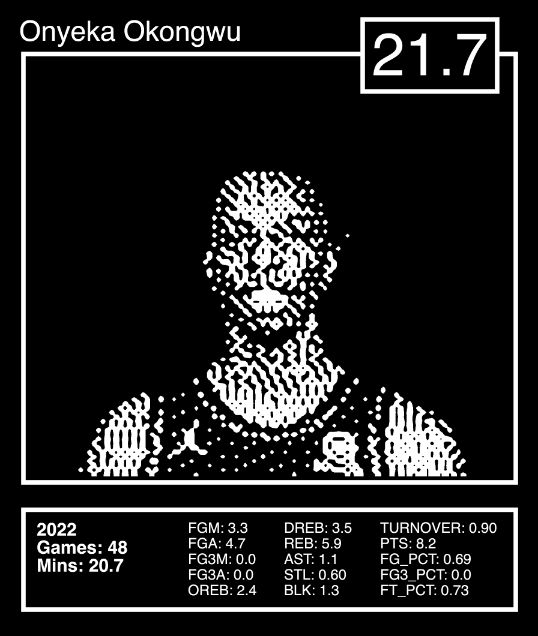 Onyeka Okongwu
21.7
2022
Games: 48
Mins: 20.7
FGM: 3.3
FGA: 4.7
FG3M: 0.0
FG3A: 0.0
OREB: 2.4
DREB: 3.5
REB: 5.9
AST: 1.1
STL: 0.60
BLK: 1.3
TURNOVER: 0.90
PTS: 8.2
FG_PCT: 0.69
FG3_PCT: 0.0
FT_PCT: 0.73